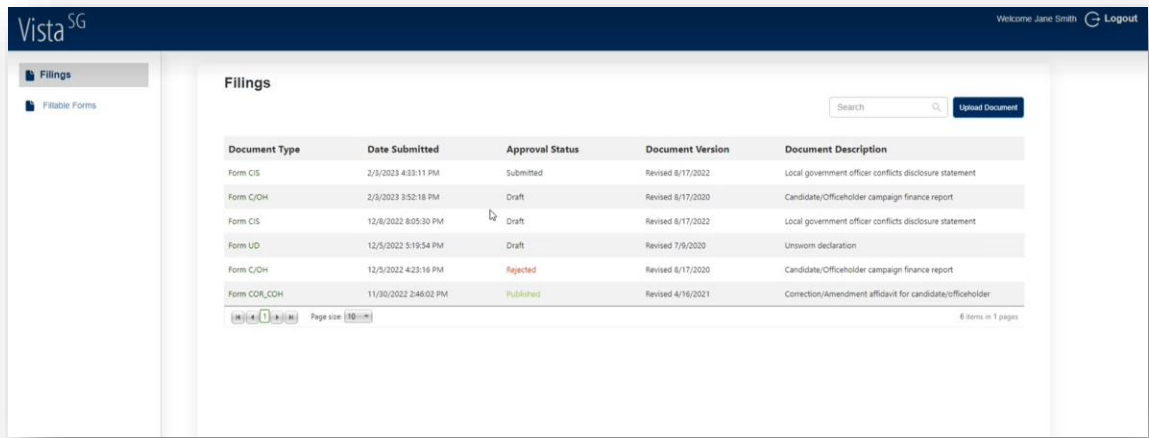 Vista SG
Welcome Jane Smith Logout
Filings
Fillable Forms
Filings
Search
Upload Document
Document Type Date Submitted Approval Status Document Version Document Description
Form CIS 2/3/2023 4:33:11 PM Submitted Revised 8/17/2022 Local government officer conflicts disclosure statement
Form C/OH 2/3/2023 3:52:18 PM Draft Revised 8/17/2020 Candidate/Officeholder campaign finance report
Form CIS 12/8/2022 8:05:30 PM Draft Revised 8/17/2022 Local government officer conflicts disclosure statement
Form UD 12/5/2022 5:19:54 PM Draft Revised 7/9/2020 Unsworn declaration
Form C/OH 12/5/2022 4:23:16 PM Rejected Revised 8/17/2020 Candidate/Officeholder campaign finance report
Form COR_COH 11/30/2022 2:46:02 PM Published Revised 4/16/2021 Correction/Amendment affidavit for candidate/officeholder
1 Page size: 10 6 items in 1 pages